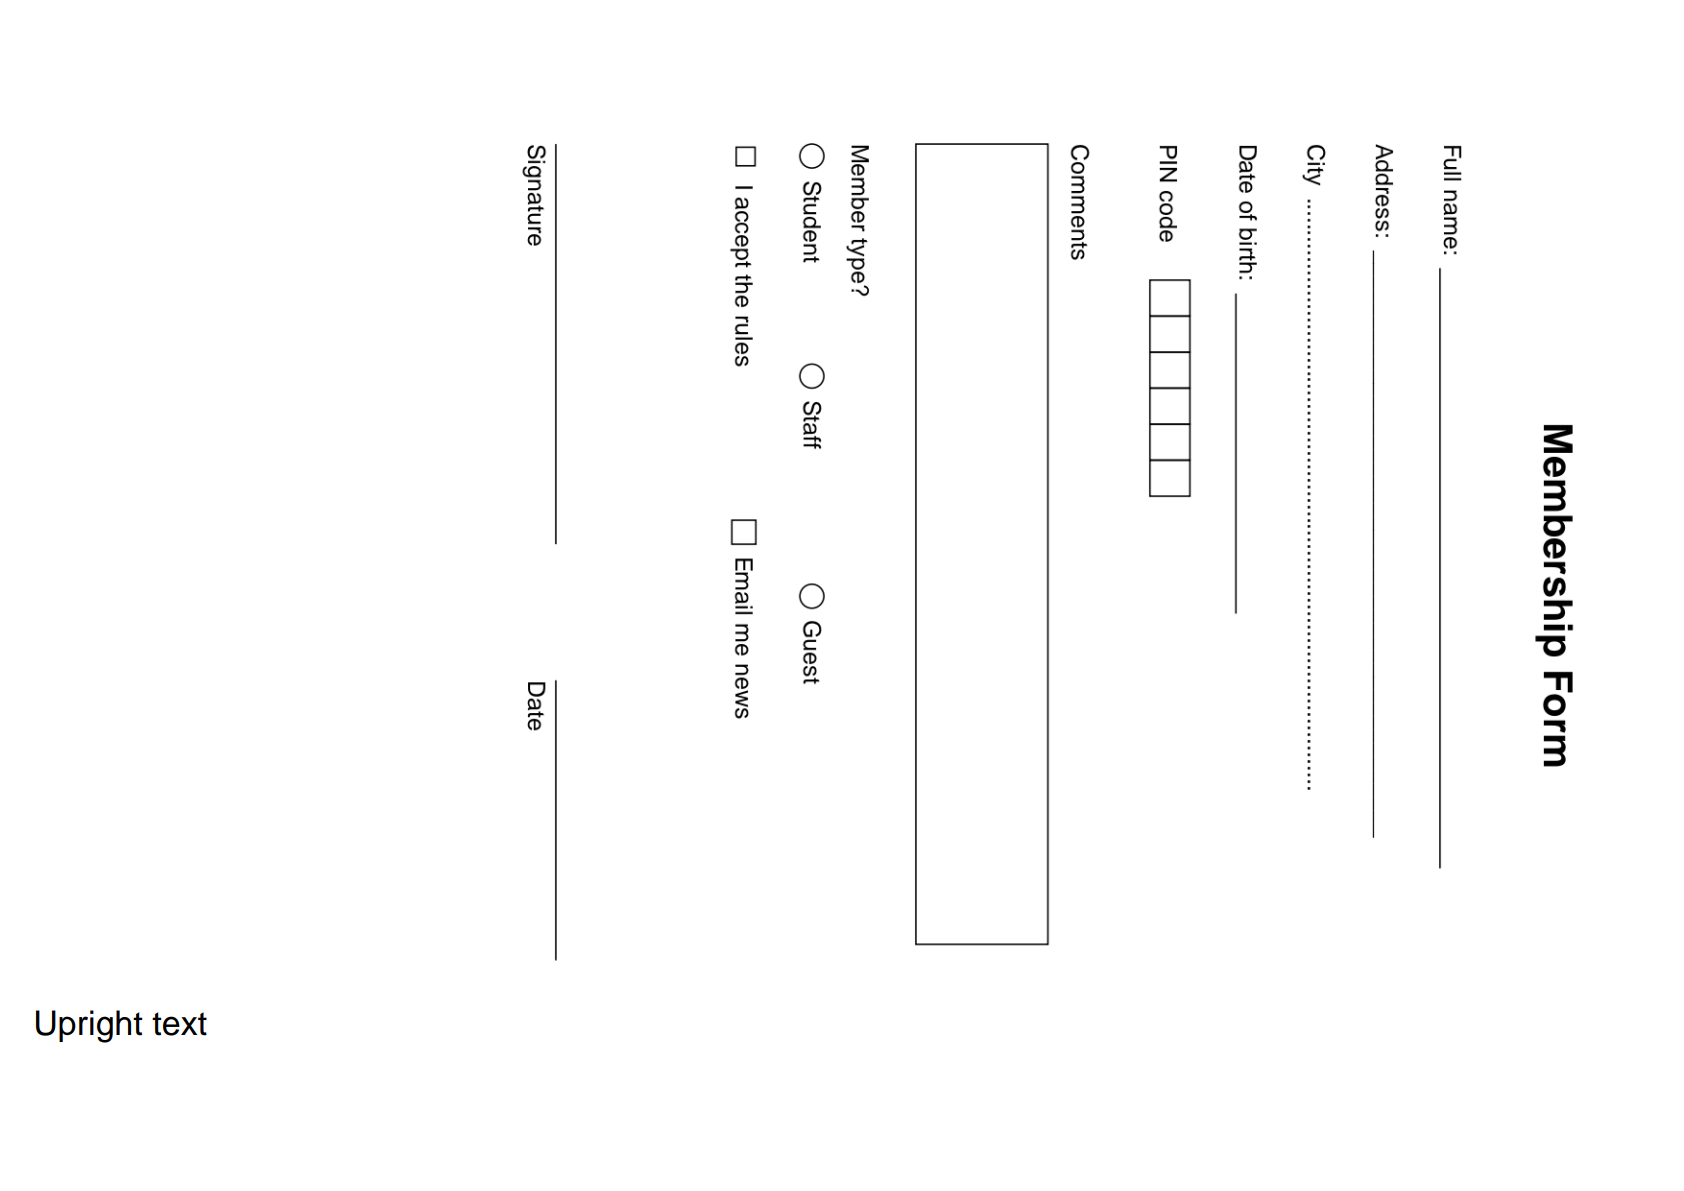 Membership Form
Full name:
Address:
City
Date of birth:
PIN code
Comments
Member type?
Student Staff Guest
I accept the rules Email me news
Signature Date
Upright text